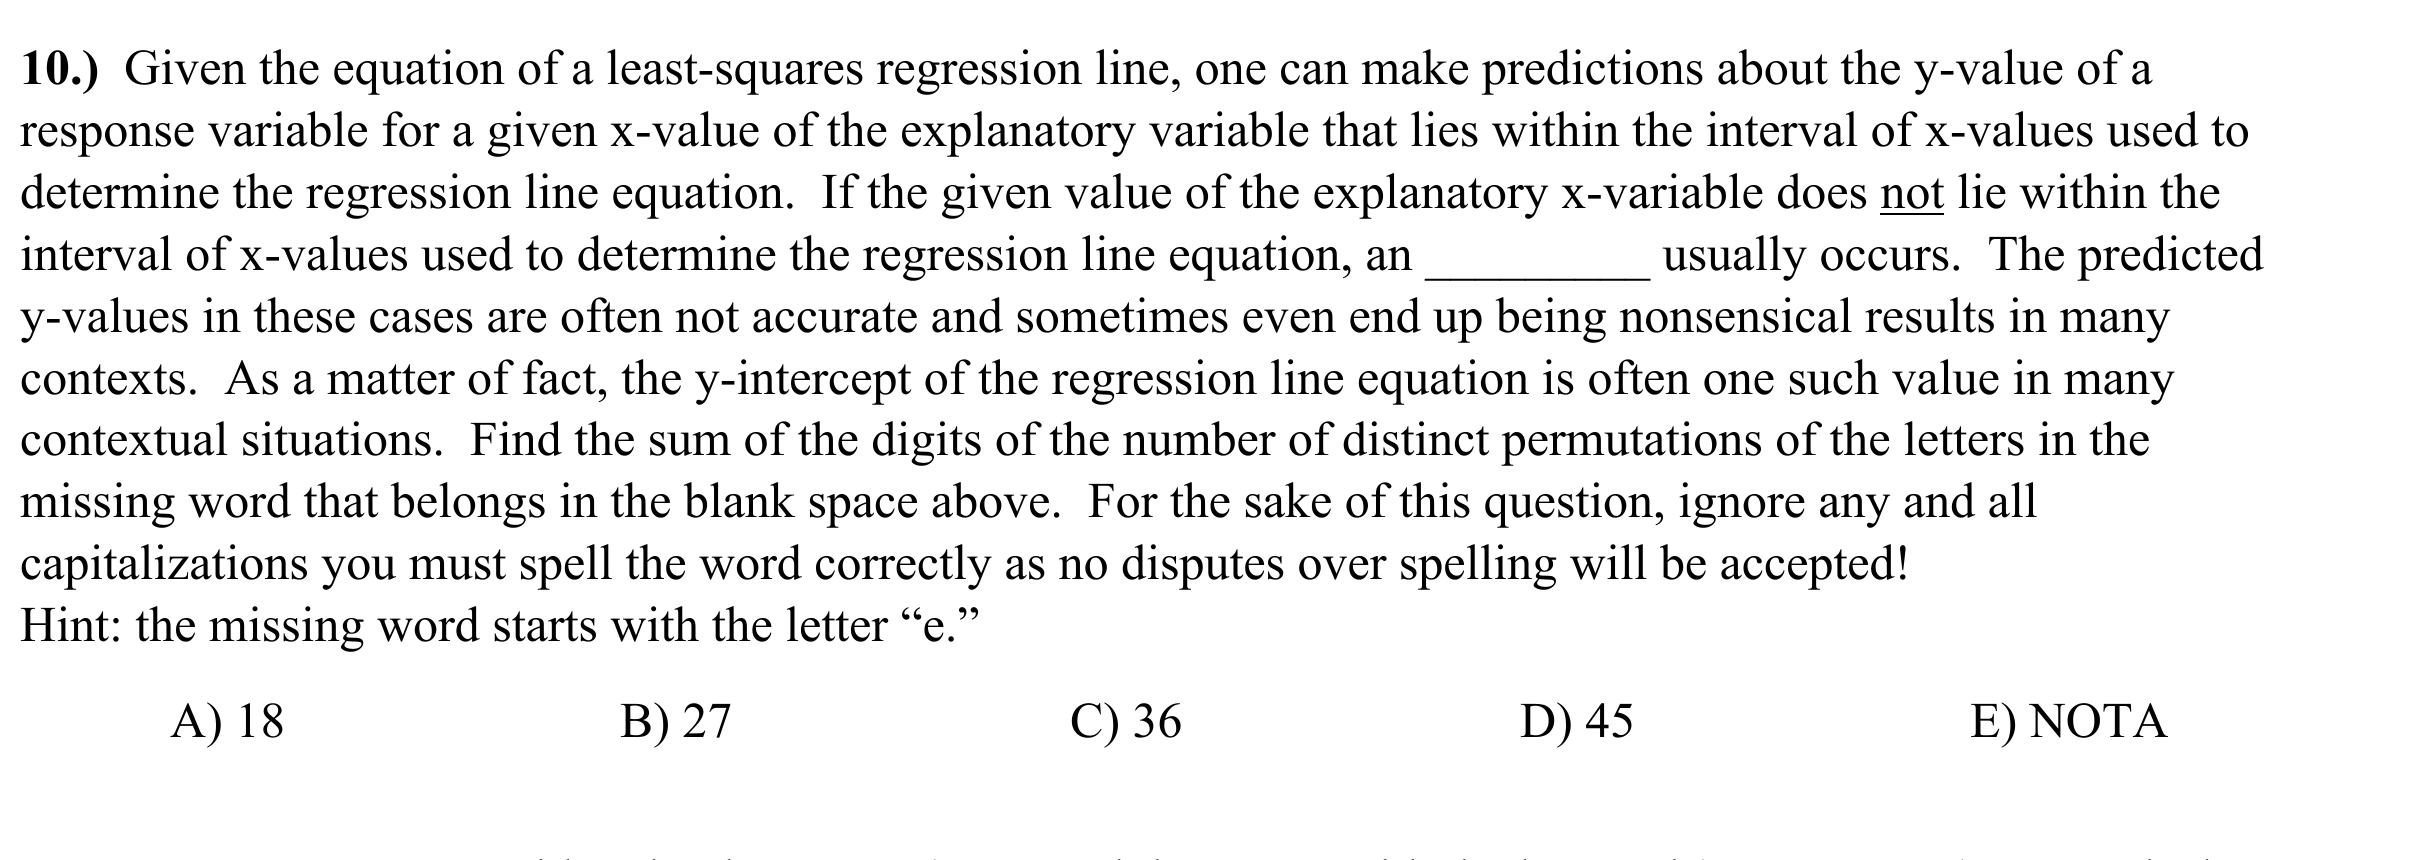 10.) Given the equation of a least-squares regression line, one can make predictions about the y-value of a
response variable for a given x-value of the explanatory variable that lies within the interval of x-values used to
determine the regression line equation. If the given value of the explanatory x-variable does not lie within the
interval of x-values used to determine the regression line equation, an _________ usually occurs. The predicted
y-values in these cases are often not accurate and sometimes even end up being nonsensical results in many
contexts. As a matter of fact, the y-intercept of the regression line equation is often one such value in many
contextual situations. Find the sum of the digits of the number of distinct permutations of the letters in the
missing word that belongs in the blank space above. For the sake of this question, ignore any and all
capitalizations you must spell the word correctly as no disputes over spelling will be accepted!
Hint: the missing word starts with the letter “e.”
A) 18 B) 27 C) 36 D) 45 E) NOTA